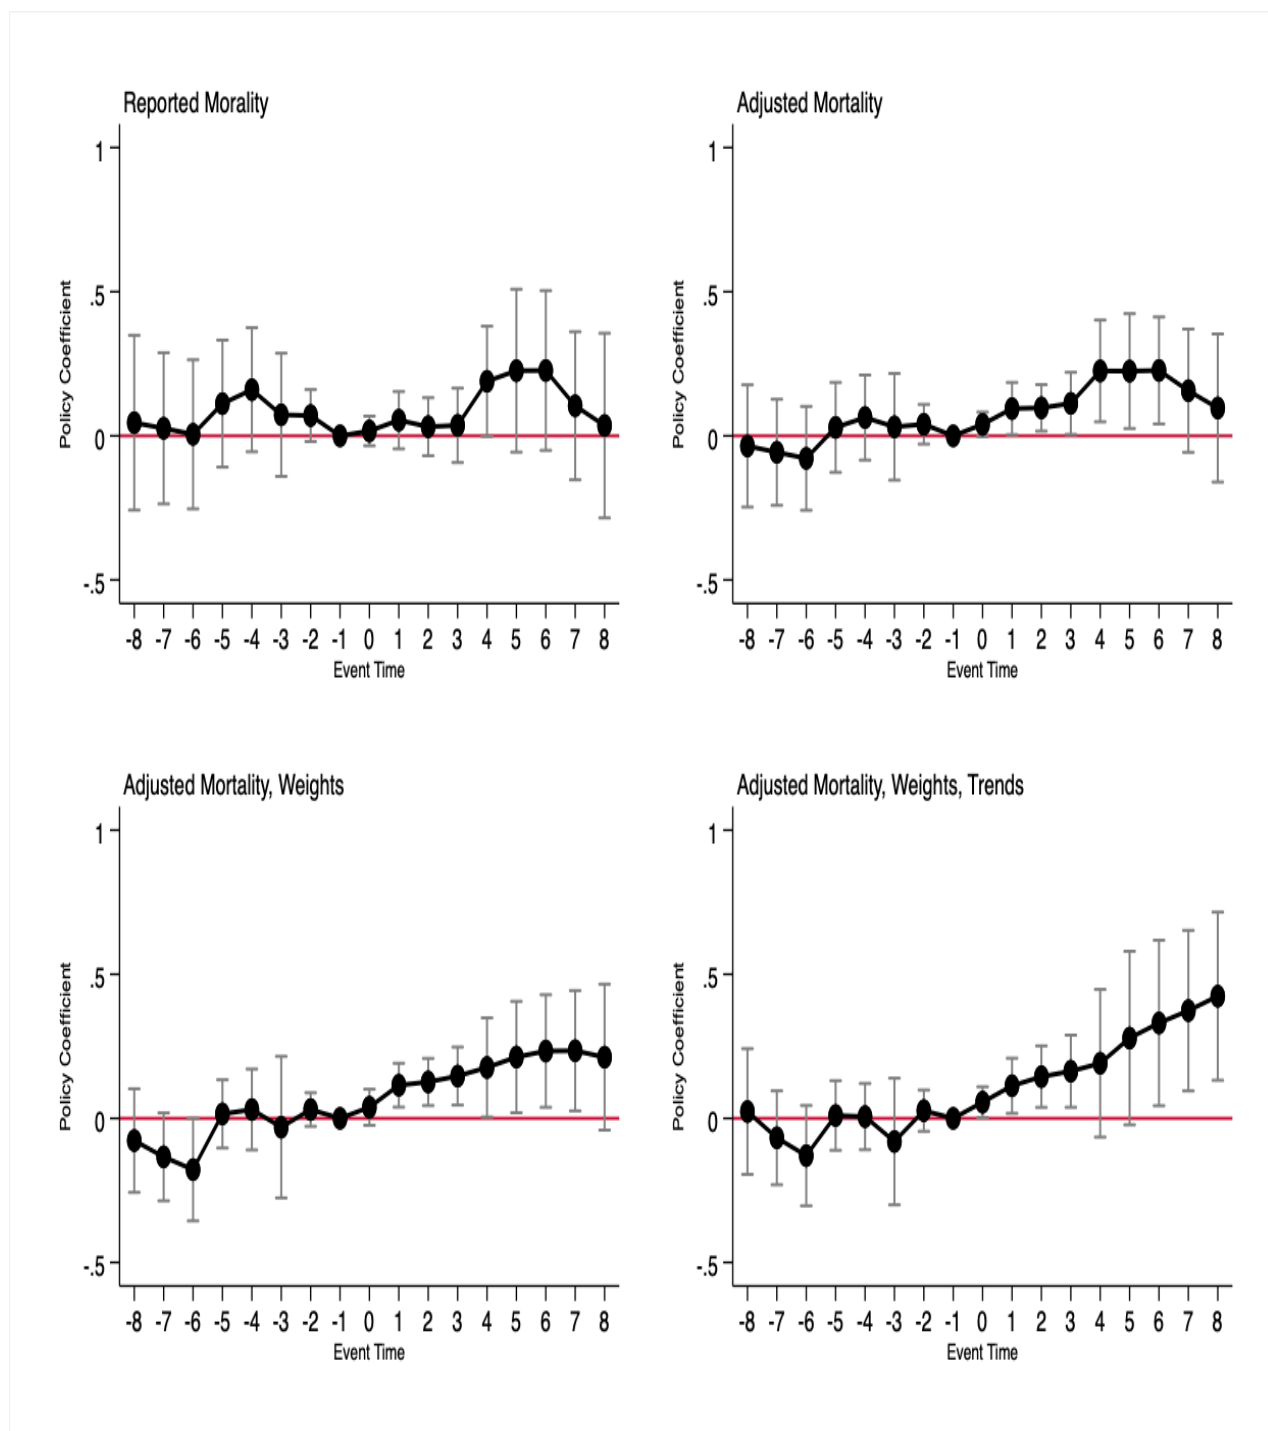 Reported Morality
1
.5
0
-.5
Policy Coefficient
-8 -7 -6 -5 -4 -3 -2 -1 0 1 2 3 4 5 6 7 8
Event Time
Adjusted Mortality
1
.5
0
-.5
Policy Coefficient
-8 -7 -6 -5 -4 -3 -2 -1 0 1 2 3 4 5 6 7 8
Event Time
Adjusted Mortality, Weights
1
.5
0
-.5
Policy Coefficient
-8 -7 -6 -5 -4 -3 -2 -1 0 1 2 3 4 5 6 7 8
Event Time
Adjusted Mortality, Weights, Trends
1
.5
0
-.5
Policy Coefficient
-8 -7 -6 -5 -4 -3 -2 -1 0 1 2 3 4 5 6 7 8
Event Time